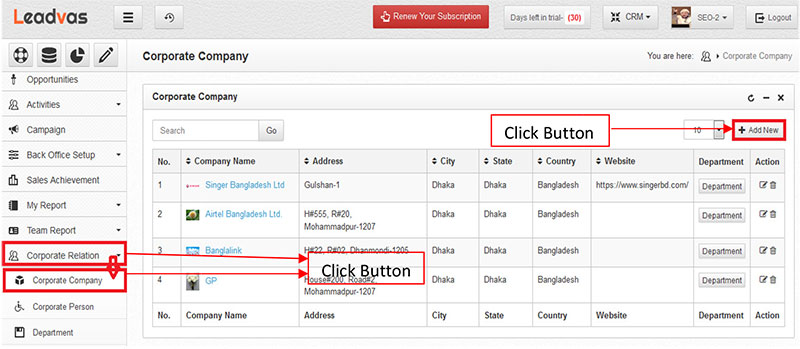 Leadvas
Renew Your Subscription
Days left in trial- (30)
CRM
SEO-2
Logout
Corporate Company
You are here: Corporate Company
Opportunities
Activities
Campaign
Back Office Setup
Sales Achievement
My Report
Team Report
Corporate Relation
Corporate Company
Corporate Person
Department
Corporate Company
Search Go
Click Button
10
Add New
No. Company Name Address City State Country Website Department Action
1 Singer Bangladesh Ltd Gulshan-1 Dhaka Dhaka Bangladesh https://www.singerbd.com/ Department
2 Airtel Bangladesh Ltd. H#555, R#20, Dhaka Dhaka Bangladesh Department
Mohammadpur-1207
3 Banglalink H#22, R#02, Dhanmondi-1205 Dhaka Dhaka Bangladesh Department
Click Button
4 GP House#200, Road#2, Dhaka Dhaka Bangladesh Department
Mohammadpur-1207
No. Company Name Address City State Country Website Department Action